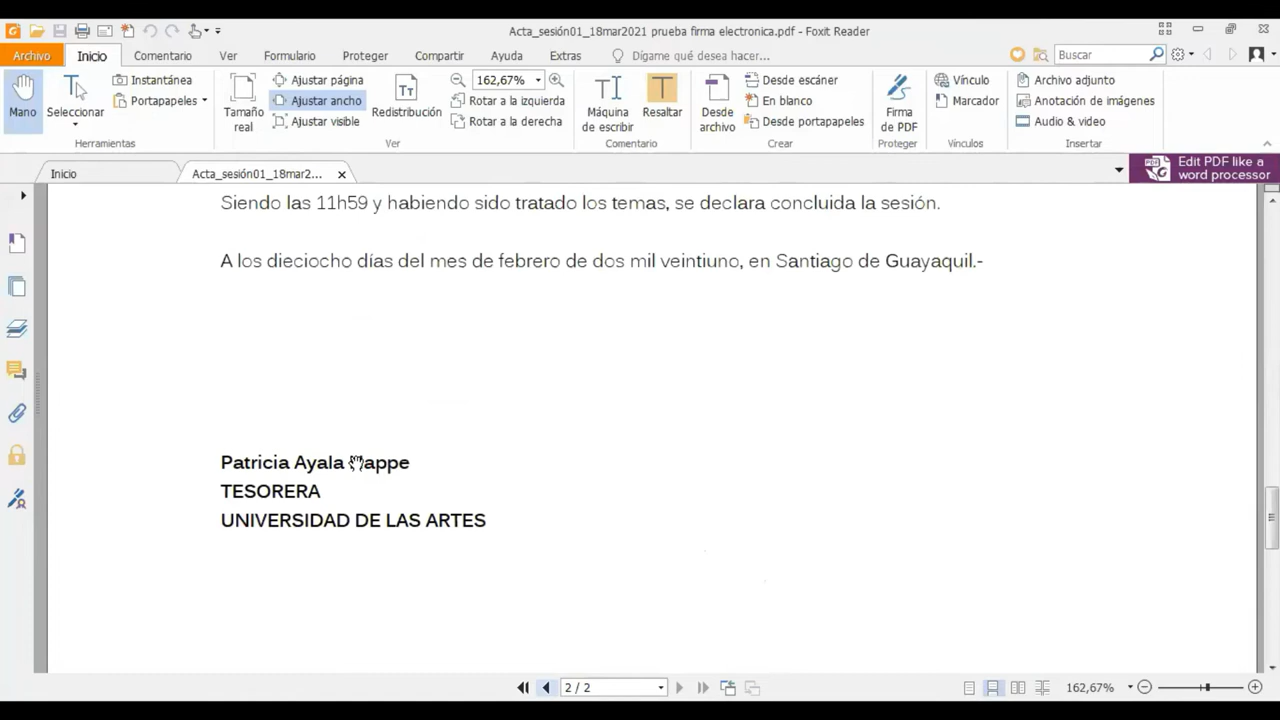 Acta_sesión01_18mar2021 prueba firma electronica.pdf - Foxit Reader
Archivo Inicio Comentario Ver Formulario Proteger Compartir Ayuda Extras Dígame qué desea hacer... Buscar
Mano
Seleccionar
Instantánea
Portapapeles
Herramientas
Tamaño real
Ajustar página
Ajustar ancho
Ajustar visible
Redistribución
162,67%
Rotar a la izquierda
Rotar a la derecha
Ver
Máquina de escribir
Resaltar
Comentario
Desde archivo
Desde escáner
En blanco
Desde portapapeles
Crear
Firma de PDF
Proteger
Vínculo
Marcador
Vínculos
Archivo adjunto
Anotación de imágenes
Audio & video
Insertar
Inicio Acta_sesión01_18mar2...
Edit PDF like a
word processor
Siendo las 11h59 y habiendo sido tratado los temas, se declara concluida la sesión.
A los dieciocho días del mes de febrero de dos mil veintiuno, en Santiago de Guayaquil.-
Patricia Ayala
TESORERA
UNIVERSIDAD DE LAS ARTES
2 / 2
162,67%